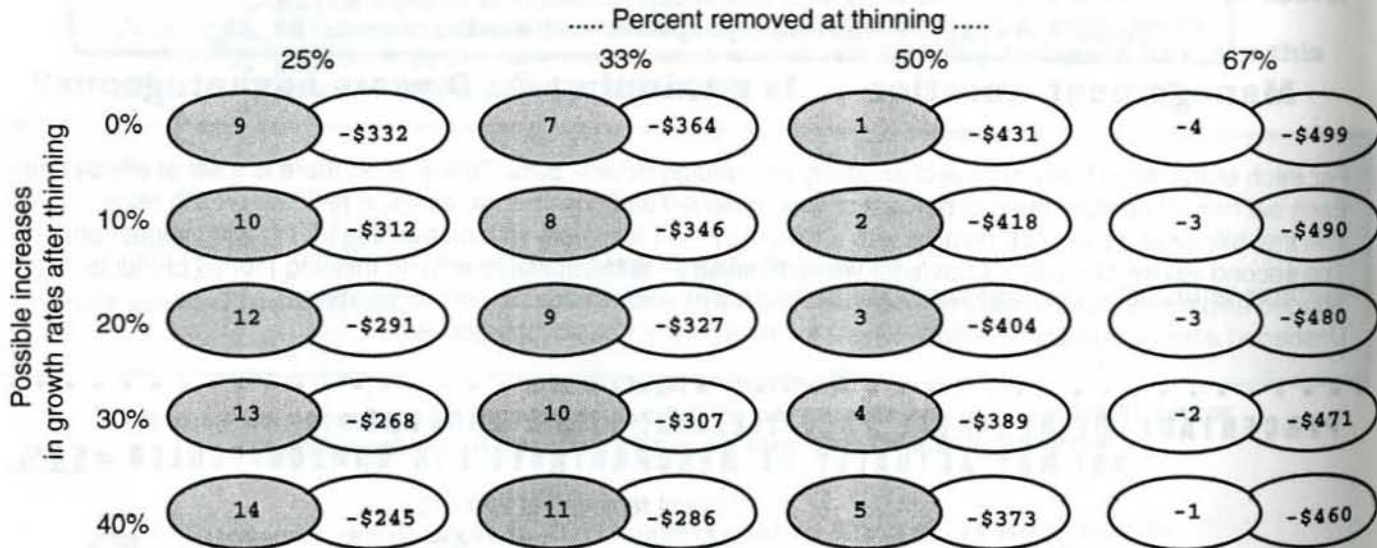 ..... Percent removed at thinning .....
25% 33% 50% 67%
Possible increases
in growth rates after thinning
0% 9 -$332 7 -$364 1 -$431 -4 -$499
10% 10 -$312 8 -$346 2 -$418 -3 -$490
20% 12 -$291 9 -$327 3 -$404 -3 -$480
30% 13 -$268 10 -$307 4 -$389 -2 -$471
40% 14 -$245 11 -$286 5 -$373 -1 -$460